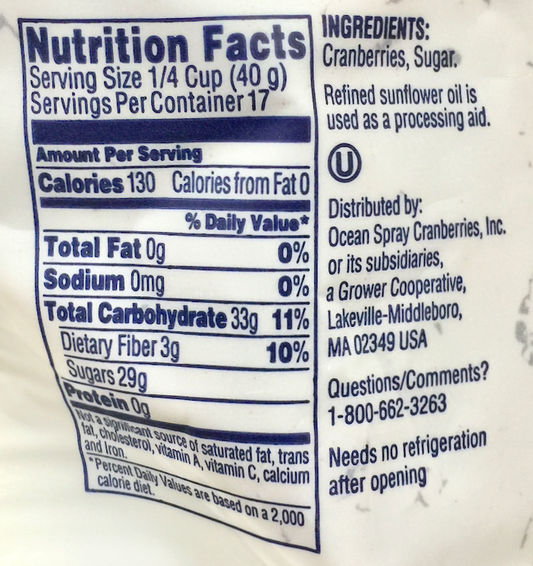 Nutrition Facts
Serving Size 1/4 Cup (40 g)
Servings Per Container 17
Amount Per Serving
Calories 130 Calories from Fat 0
% Daily Value*
Total Fat 0g 0%
Sodium 0mg 0%
Total Carbohydrate 33g 11%
Dietary Fiber 3g 10%
Sugars 29g
Protein 0g
Not a significant source of saturated fat, trans
fat, cholesterol, vitamin A, vitamin C, calcium
and Iron.
*Percent Daily Values are based on a 2,000
calorie diet.
INGREDIENTS:
Cranberries, Sugar.
Refined sunflower oil is
used as a processing aid.
U
Distributed by:
Ocean Spray Cranberries, Inc.
or its subsidiaries,
a Grower Cooperative,
Lakeville-Middleboro,
MA 02349 USA
Questions/Comments?
1-800-662-3263
Needs no refrigeration
after opening